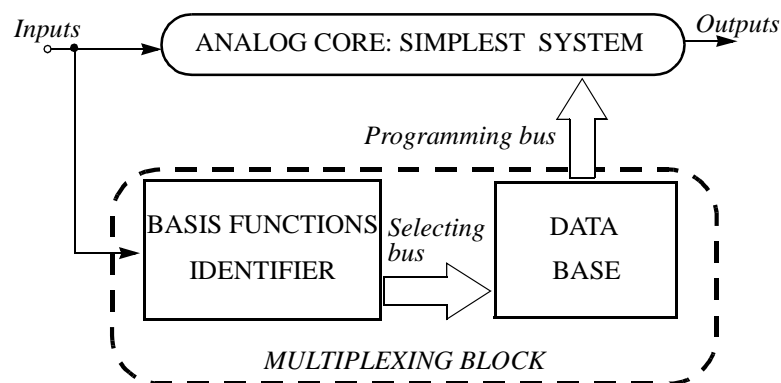 Inputs
ANALOG CORE: SIMPLEST SYSTEM
Outputs
Programming bus
BASIS FUNCTIONS
IDENTIFIER
Selecting
bus
DATA
BASE
MULTIPLEXING BLOCK